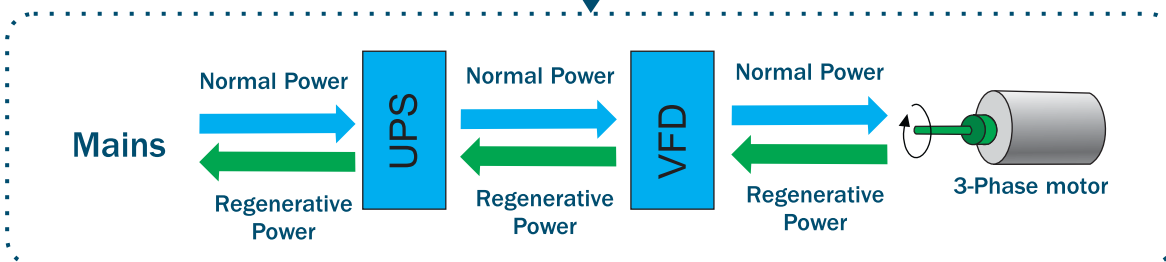 Mains
Normal Power
Regenerative
Power
UPS
Normal Power
Regenerative
Power
VFD
Normal Power
Regenerative
Power
3-Phase motor